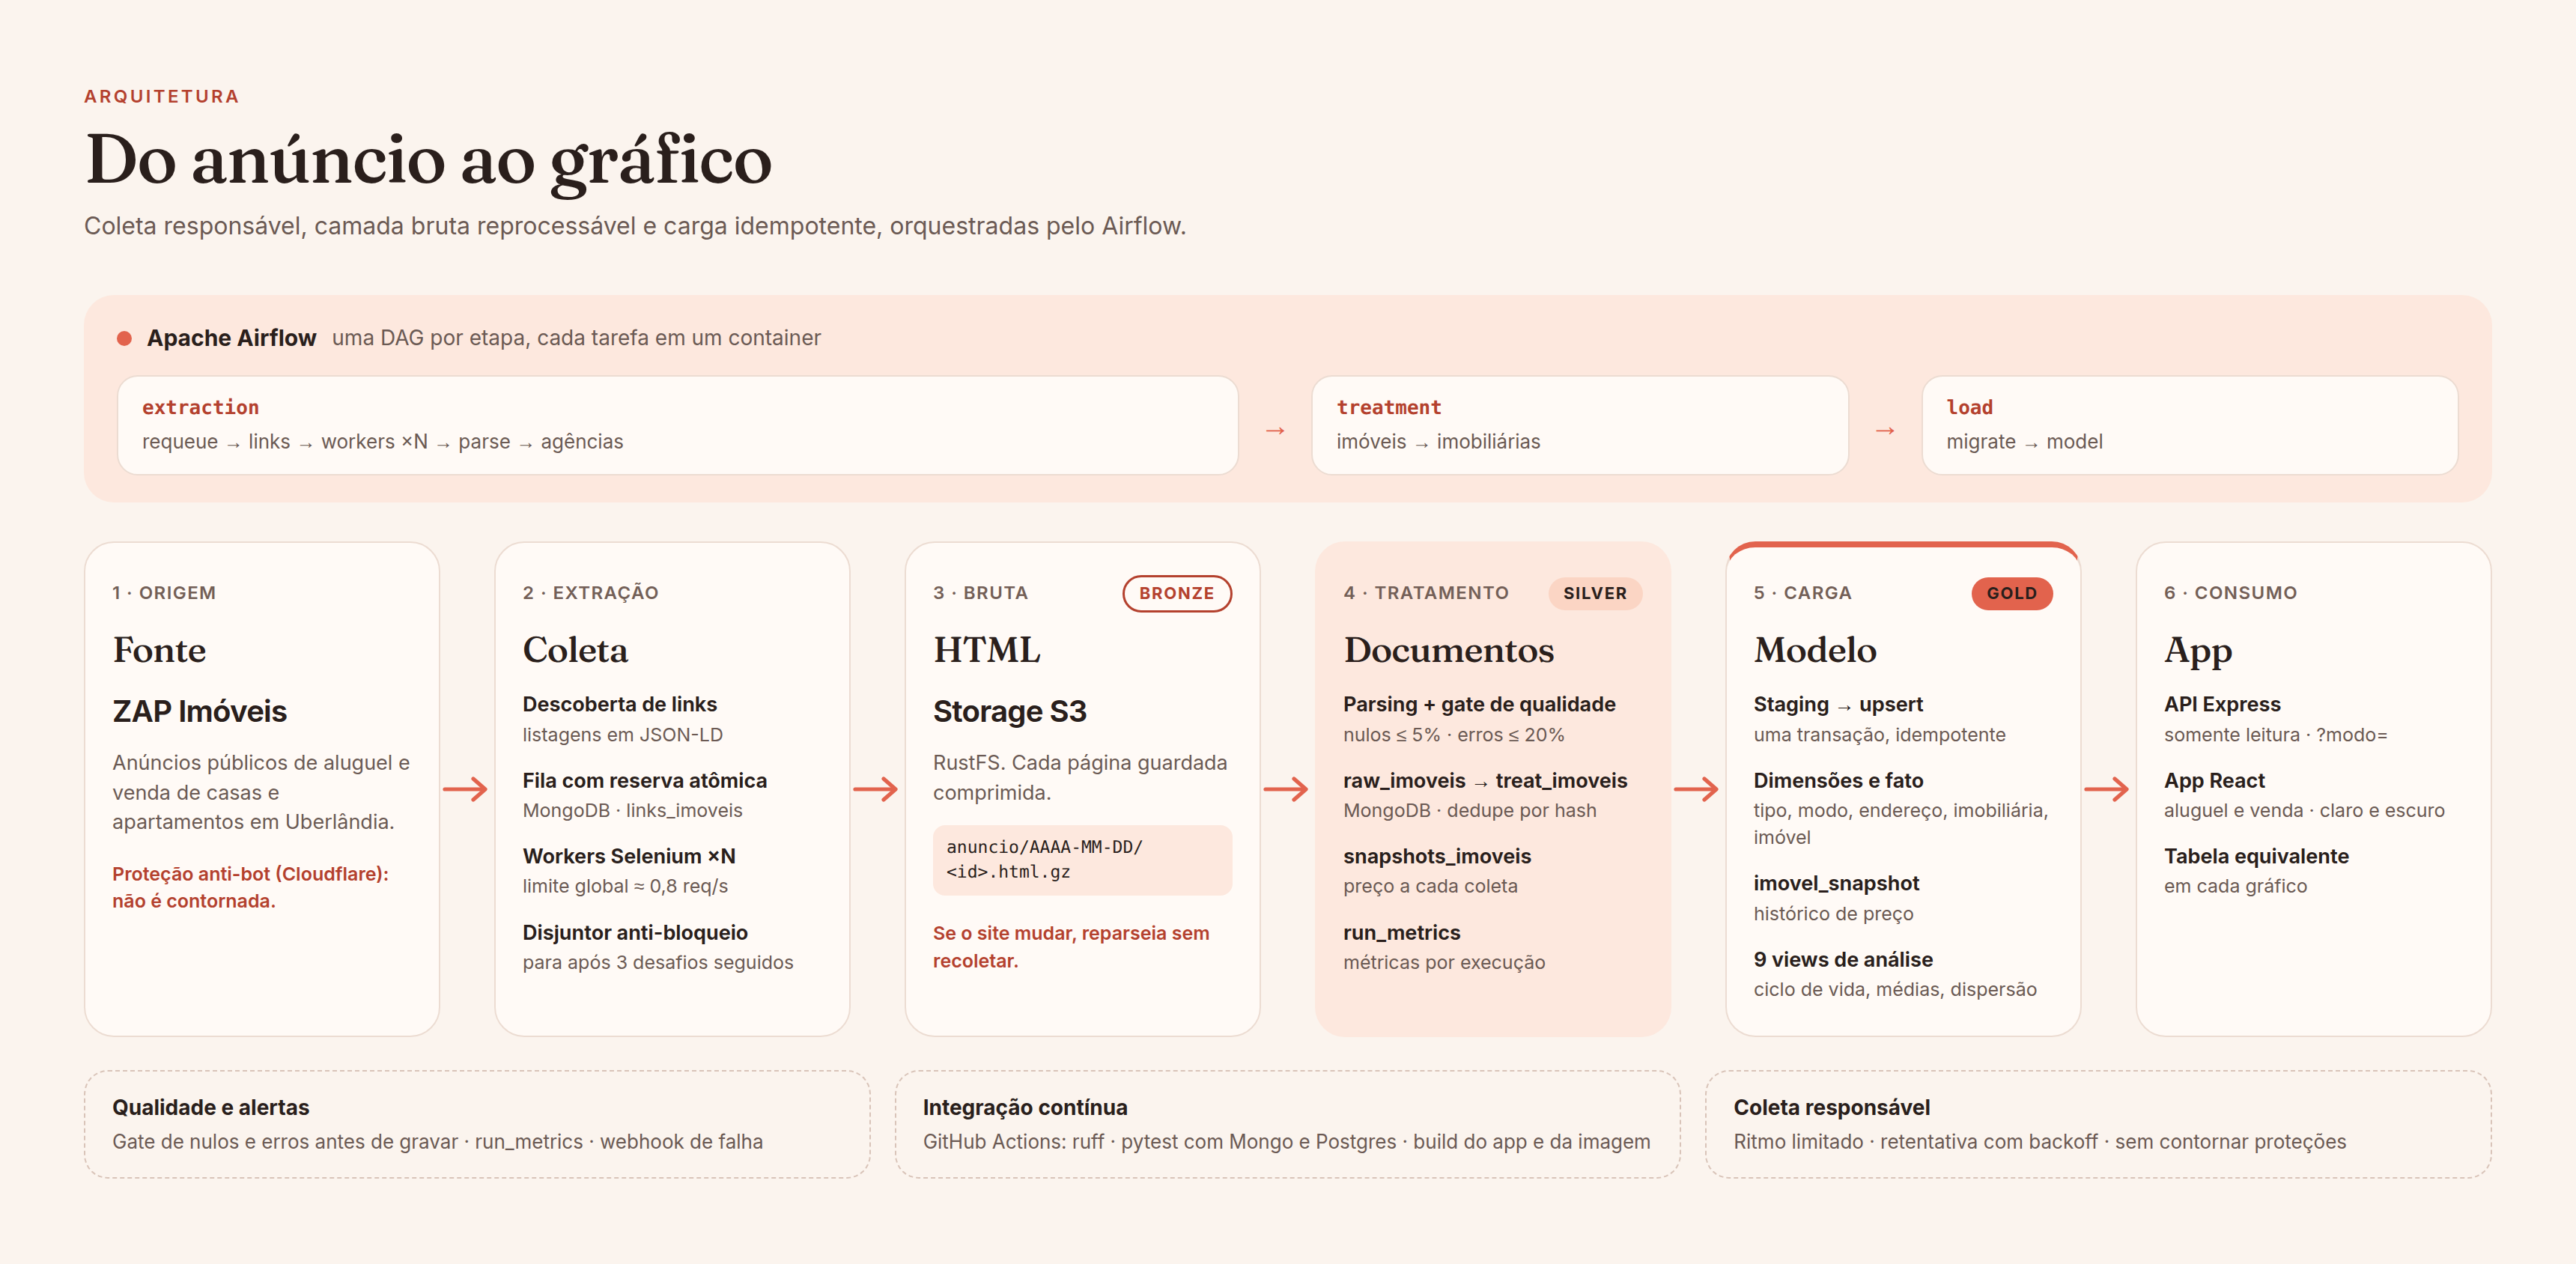 ARQUITETURA
Do anúncio ao gráfico
Coleta responsável, camada bruta reprocessável e carga idempotente, orquestradas pelo Airflow.
Apache Airflow uma DAG por etapa, cada tarefa em um container
extraction
requeue → links → workers ×N → parse → agências
→
treatment
imóveis → imobiliárias
→
load
migrate → model
1 · ORIGEM
Fonte
ZAP Imóveis
Anúncios públicos de aluguel e
venda de casas e
apartamentos em Uberlândia.
Proteção anti-bot (Cloudflare):
não é contornada.
2 · EXTRAÇÃO
Coleta
Descoberta de links
listagens em JSON-LD
Fila com reserva atômica
MongoDB · links_imoveis
Workers Selenium ×N
limite global ≈ 0,8 req/s
Disjuntor anti-bloqueio
para após 3 desafios seguidos
3 · BRUTA BRONZE
HTML
Storage S3
RustFS. Cada página guardada
comprimida.
anuncio/AAAA-MM-DD/
<id>.html.gz
Se o site mudar, reparseia sem
recoletar.
4 · TRATAMENTO SILVER
Documentos
Parsing + gate de qualidade
nulos ≤ 5% · erros ≤ 20%
raw_imoveis → treat_imoveis
MongoDB · dedupe por hash
snapshots_imoveis
preço a cada coleta
run_metrics
métricas por execução
5 · CARGA GOLD
Modelo
Staging → upsert
uma transação, idempotente
Dimensões e fato
tipo, modo, endereço, imobiliária,
imóvel
imovel_snapshot
histórico de preço
9 views de análise
ciclo de vida, médias, dispersão
6 · CONSUMO
App
API Express
somente leitura · ?modo=
App React
aluguel e venda · claro e escuro
Tabela equivalente
em cada gráfico
Qualidade e alertas
Gate de nulos e erros antes de gravar · run_metrics · webhook de falha
Integração contínua
GitHub Actions: ruff · pytest com Mongo e Postgres · build do app e da imagem
Coleta responsável
Ritmo limitado · retentativa com backoff · sem contornar proteções